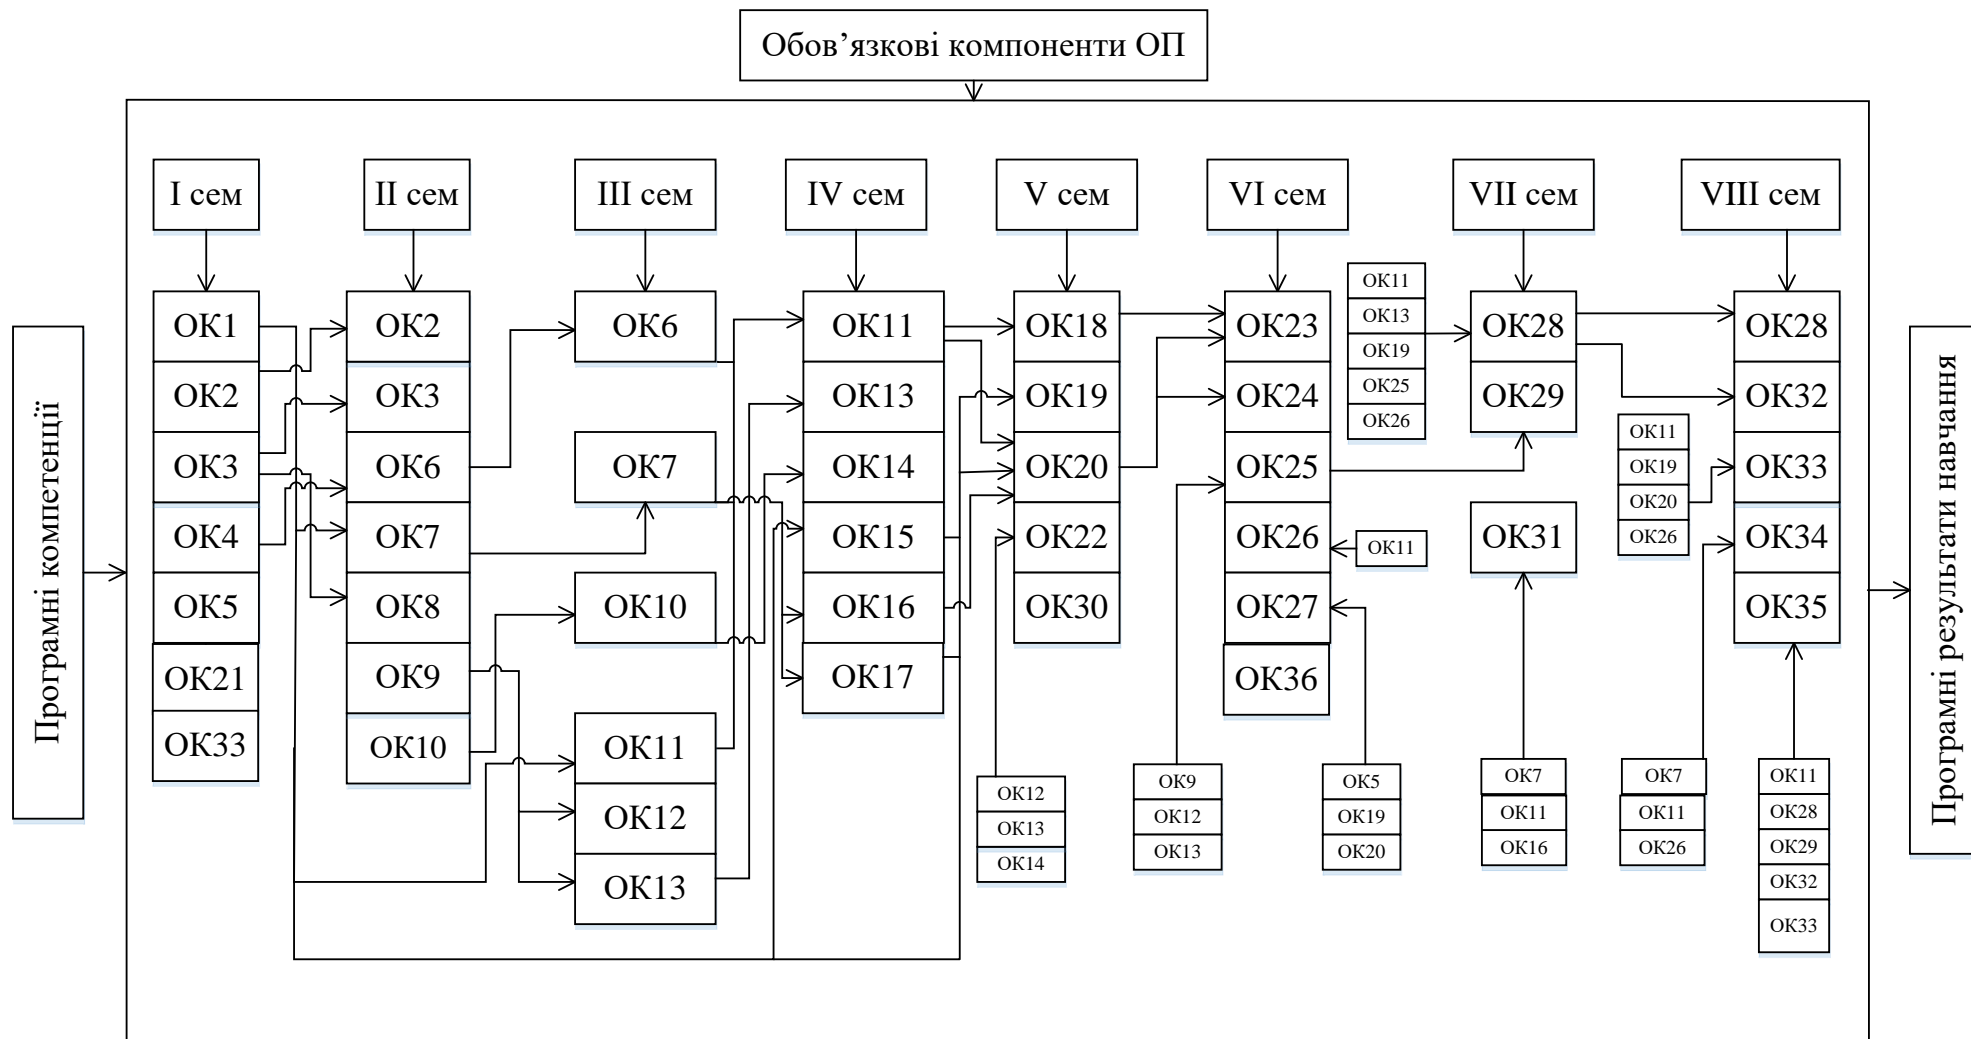 Обов’язкові компоненти ОП
Програмні компетенції
I сем
ОК1
ОК2
ОК3
ОК4
ОК5
ОК21
ОК33
II сем
ОК2
ОК3
ОК6
ОК7
ОК8
ОК9
ОК10
III сем
ОК6
ОК7
ОК10
ОК11
ОК12
ОК13
IV сем
ОК11
ОК13
ОК14
ОК15
ОК16
ОК17
V сем
ОК18
ОК19
ОК20
ОК22
ОК30
ОК12
ОК13
ОК14
VI сем
ОК23
ОК24
ОК25
ОК26
ОК27
ОК36
ОК9
ОК12
ОК13
ОК11
ОК13
ОК19
ОК25
ОК26
ОК11
ОК5
ОК19
ОК20
VII сем
ОК28
ОК29
ОК31
ОК7
ОК11
ОК16
ОК11
ОК19
ОК20
ОК26
ОК7
ОК11
ОК26
VIII сем
ОК28
ОК32
ОК33
ОК34
ОК35
ОК11
ОК28
ОК29
ОК32
ОК33
Програмні результати навчання